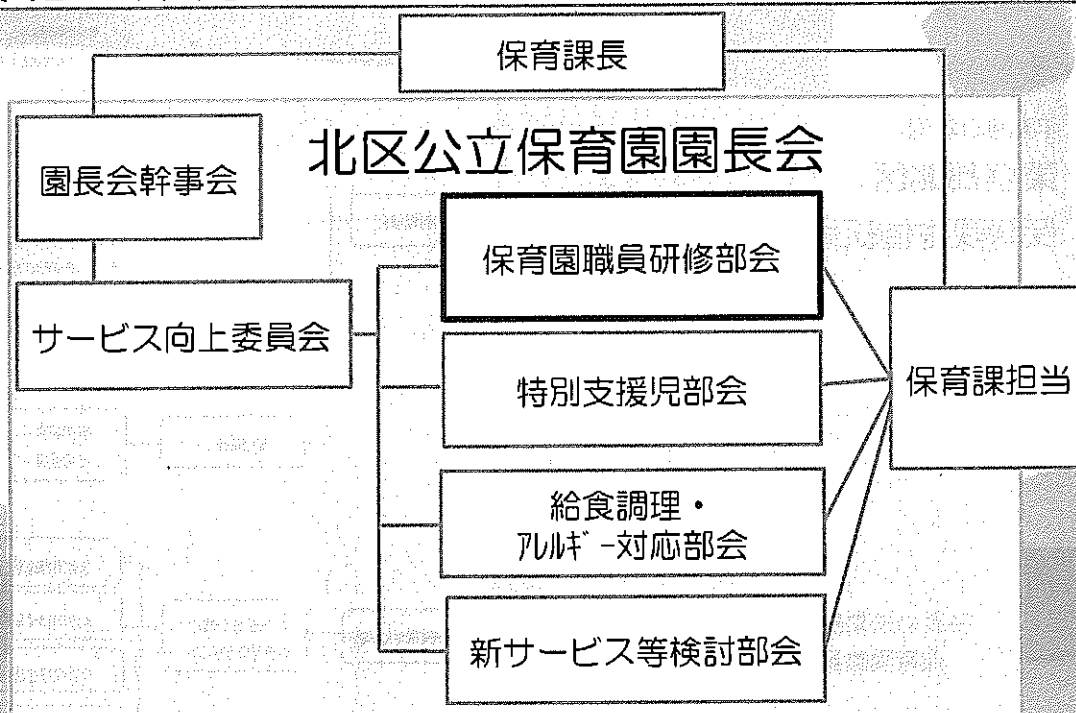 保育課長
北区公立保育園園長会
園長会幹事会
保育園職員研修部会
サービス向上委員会
特別支援児部会
保育課担当
給食調理・
ｱﾚﾙｷﾞｰ対応部会
新サービス等検討部会